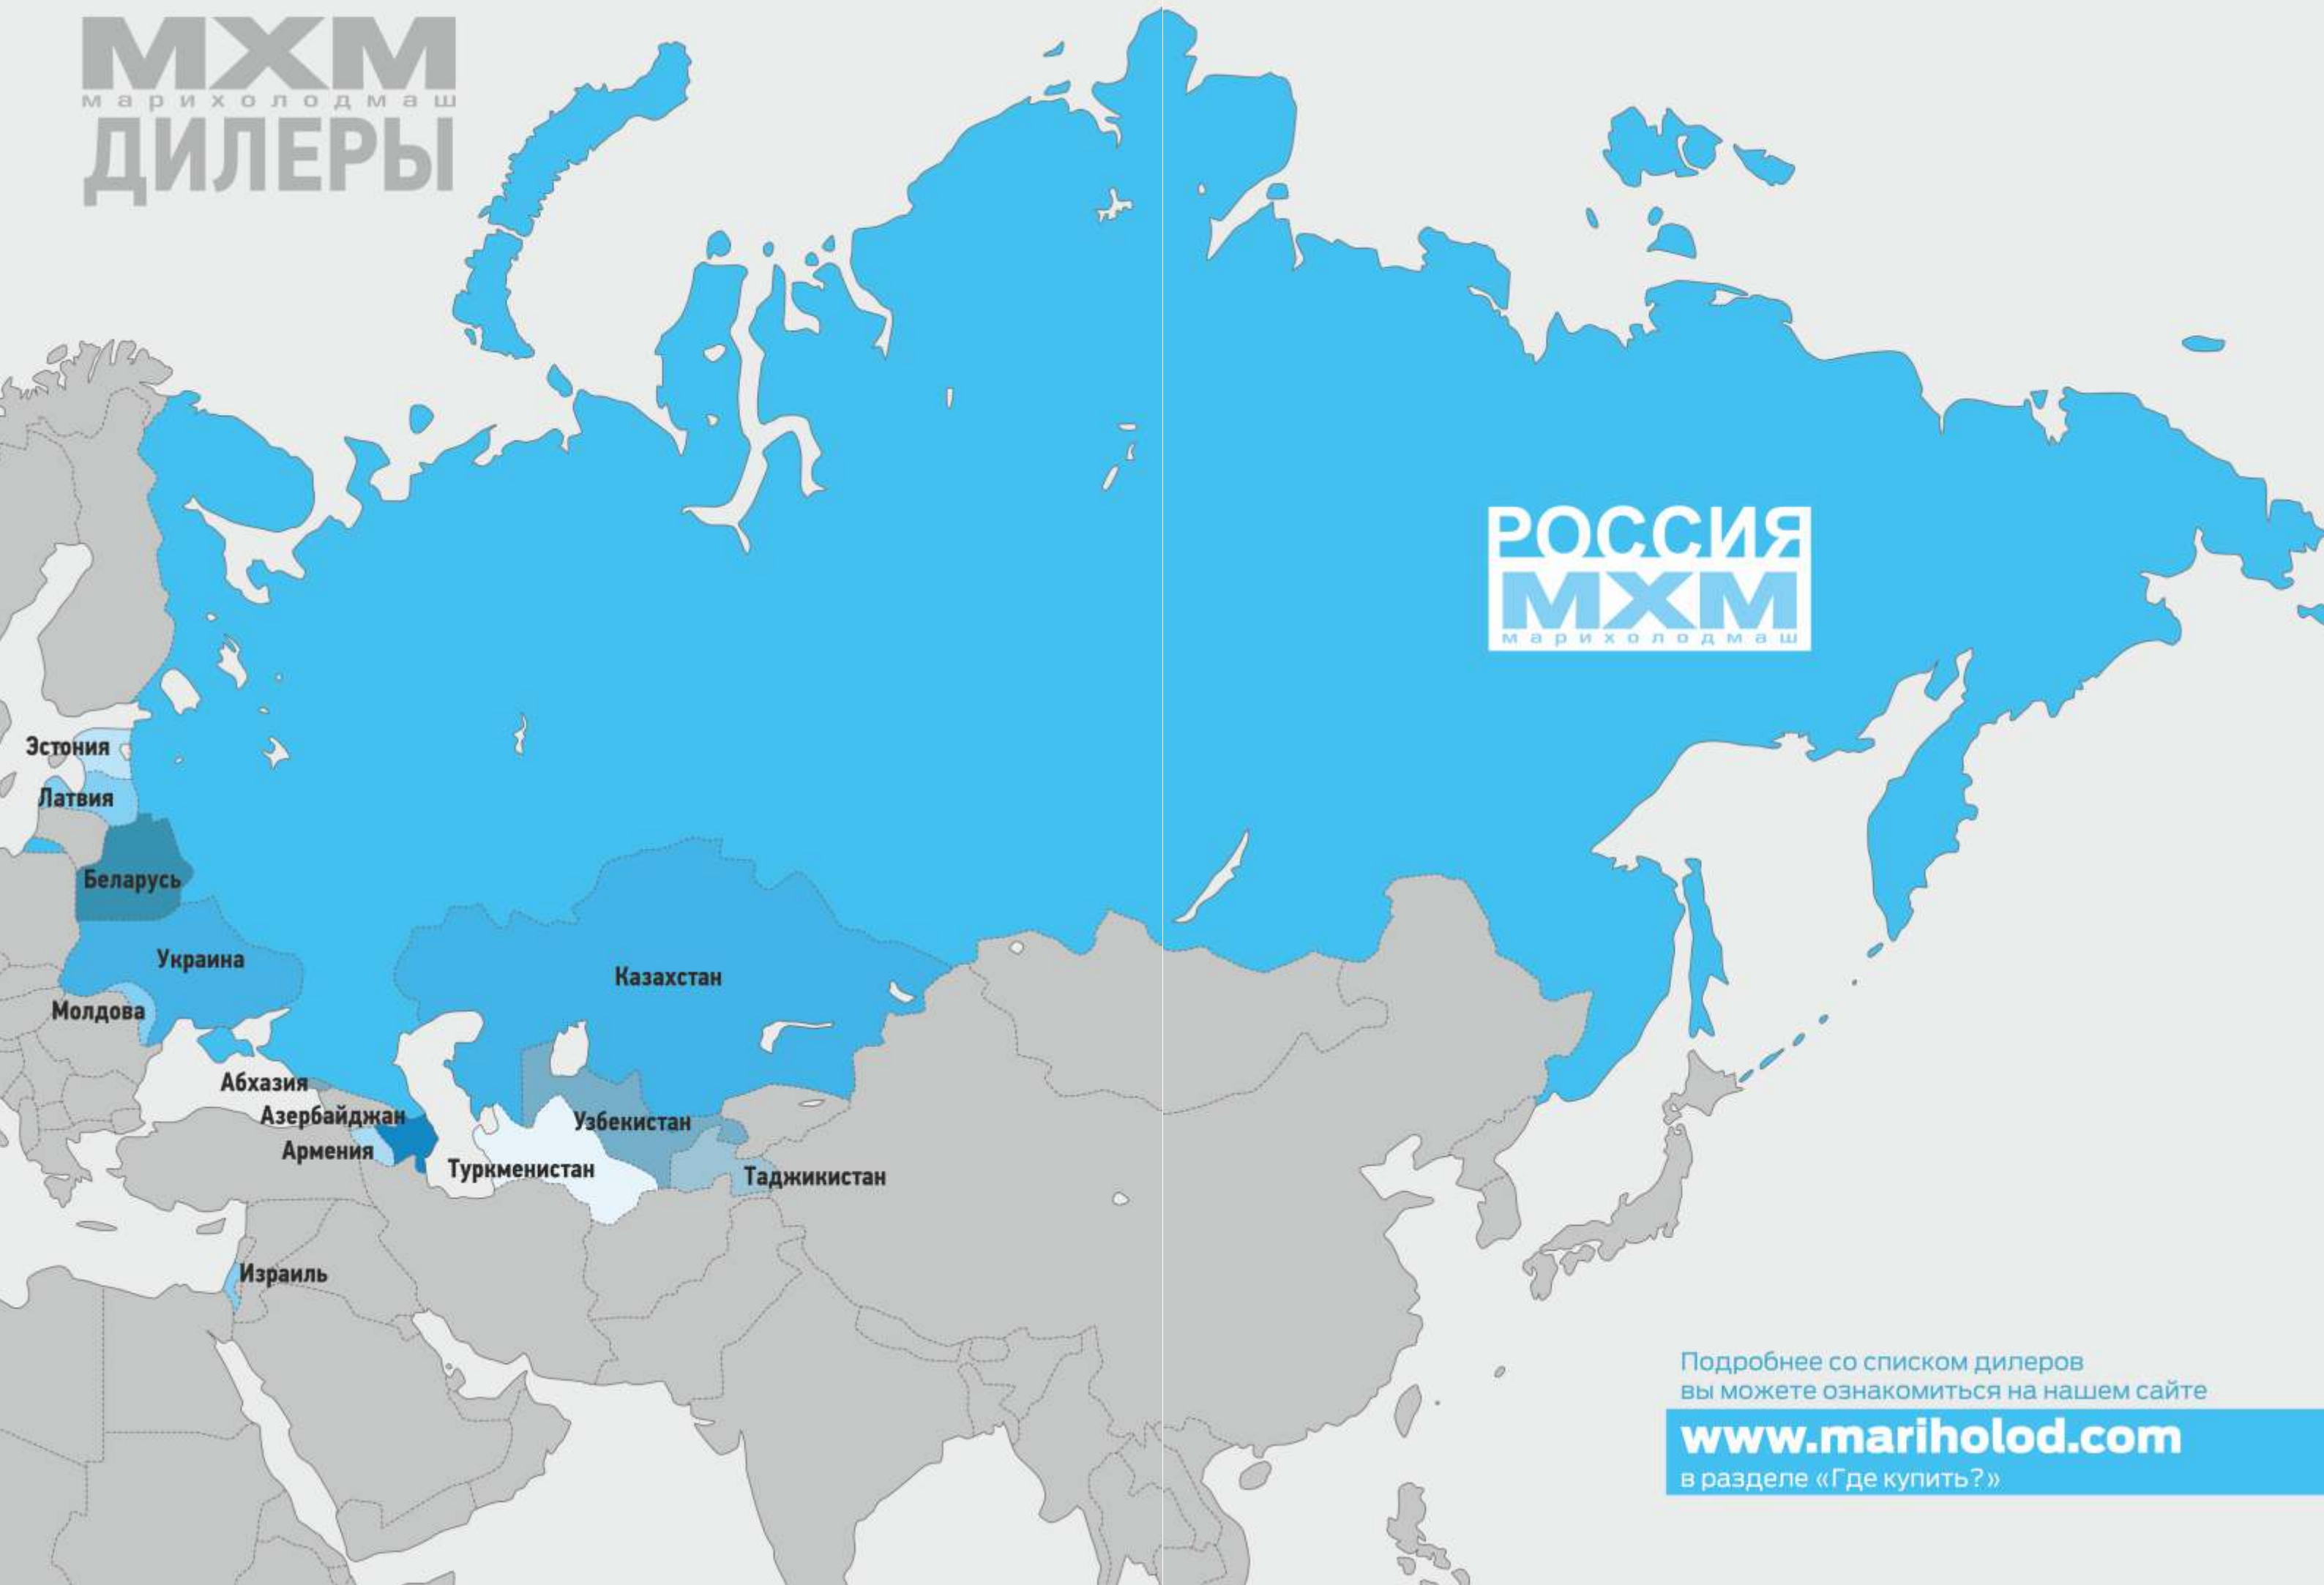 МХМ
марихолодмаш
ДИЛЕРЫ
РОССИЯ
МХМ
марихолодмаш
Эстония
Латвия
Беларусь
Украина
Казахстан
Молдова
Абхазия
Азербайджан
Узбекистан
Армения
Туркменистан
Таджикистан
Израиль
Подробнее со списком дилеров
вы можете ознакомиться на нашем сайте
www.mariholod.com
в разделе «Где купить?»